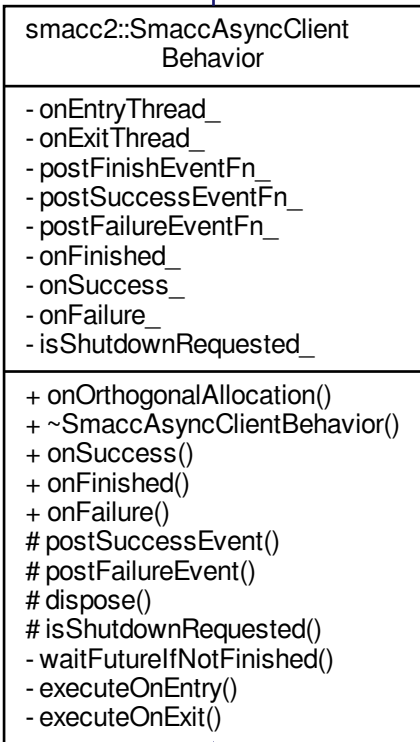 smacc2::SmaccAsyncClient
Behavior
- onEntryThread_
- onExitThread_
- postFinishEventFn_
- postSuccessEventFn_
- postFailureEventFn_
- onFinished_
- onSuccess_
- onFailure_
- isShutdownRequested_
+ onOrthogonalAllocation()
+ ~SmaccAsyncClientBehavior()
+ onSuccess()
+ onFinished()
+ onFailure()
# postSuccessEvent()
# postFailureEvent()
# dispose()
# isShutdownRequested()
- waitFutureIfNotFinished()
- executeOnEntry()
- executeOnExit()